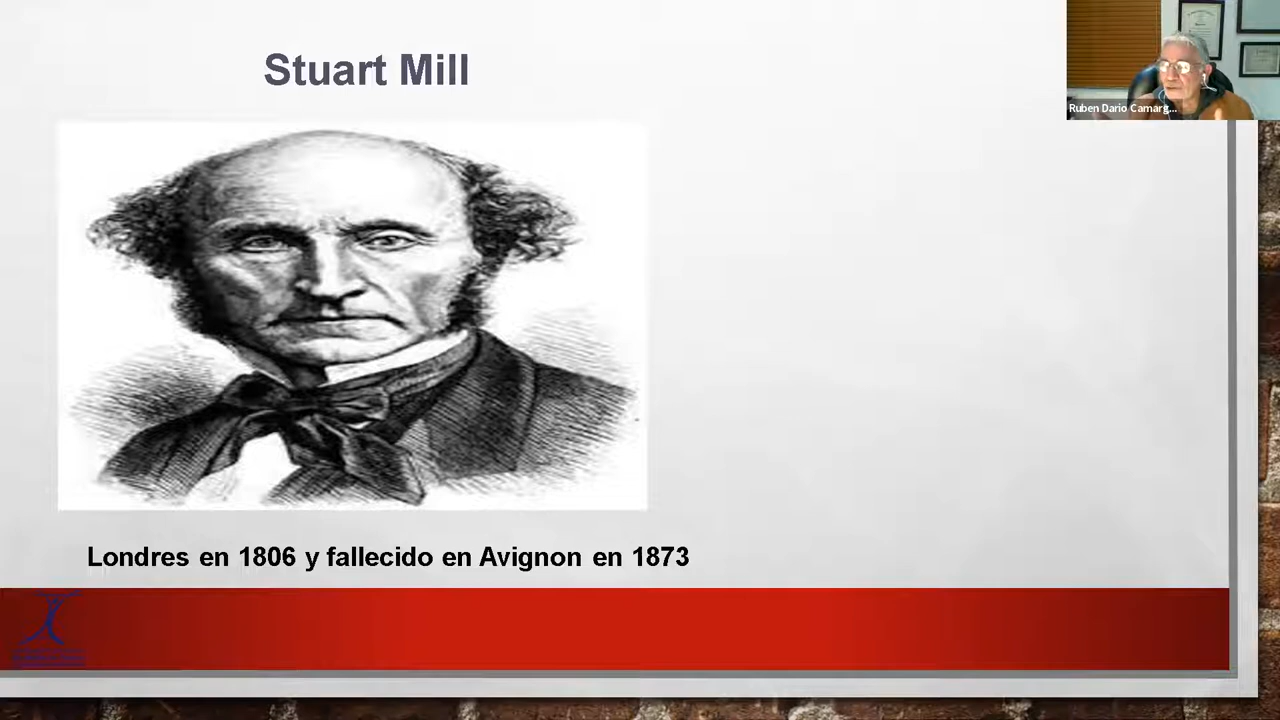 Stuart Mill
Ruben Dario Camarg...
Londres en 1806 y fallecido en Avignon en 1873